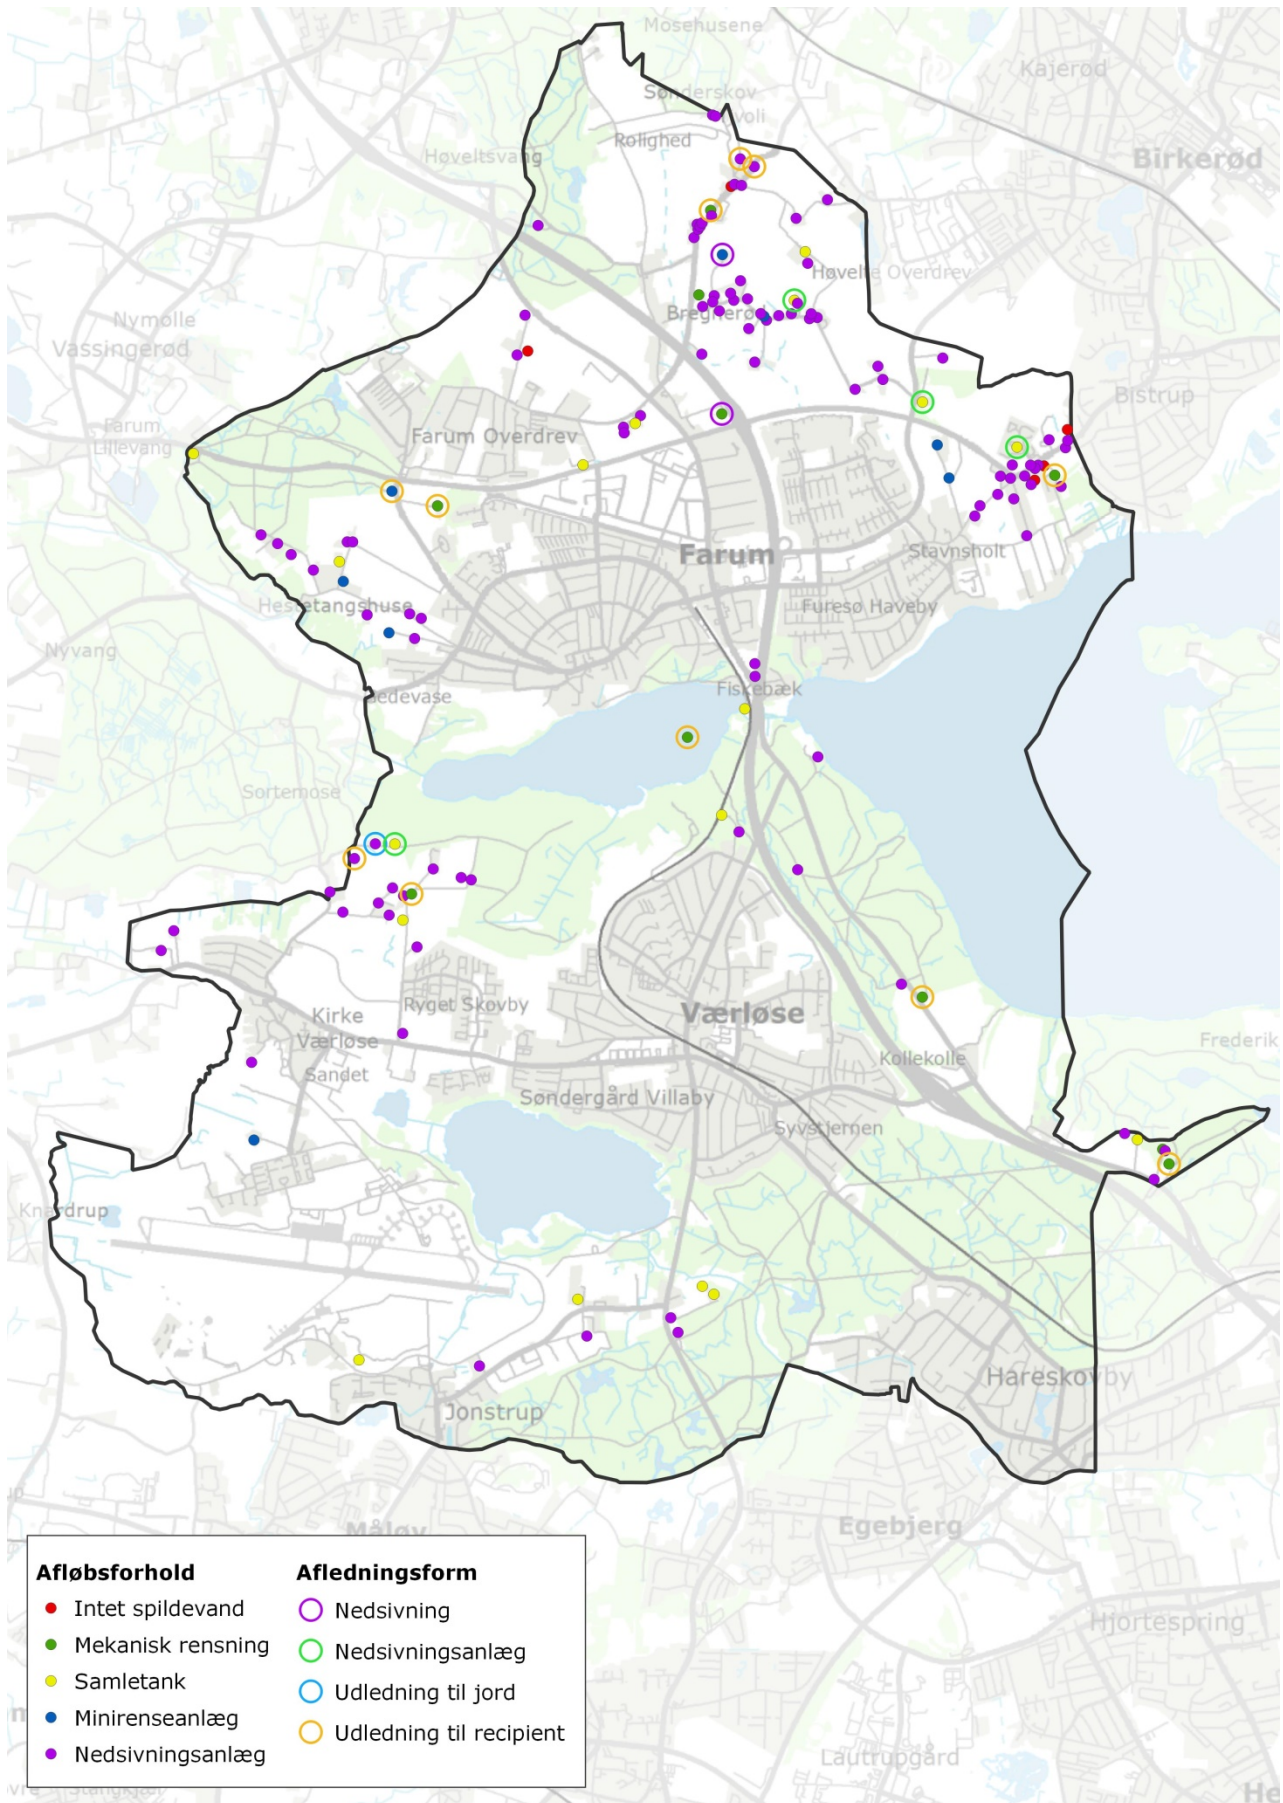 Mosehusene
Kajerød
Sønderskov
Rolighed
Høveltsvang
Birkerød
Høvelte Overdrev
Nymølle
Vassingerød
Bregnerød
Bistrup
Farum
Lillevang
Farum Overdrev
Farum
Stavnsholt
Hestetangshuse
Furesø Haveby
Nyvang
Fiskebæk
Sortemose
Kirke
Værløse
Ryget Skovby
Værløse
Sandet
Kollekolle
Frederik
Søndergård Villaby
Syvstjernen
Knardrup
Hareskovby
Jonstrup
Måløv
Egebjerg
Afløbsforhold
Intet spildevand
Mekanisk rensning
Samletank
Minirenseanlæg
Nedsivningsanlæg
Afledningsform
Nedsivning
Nedsivningsanlæg
Udledning til jord
Udledning til recipient
Hjortespring
Lautrupgård
He